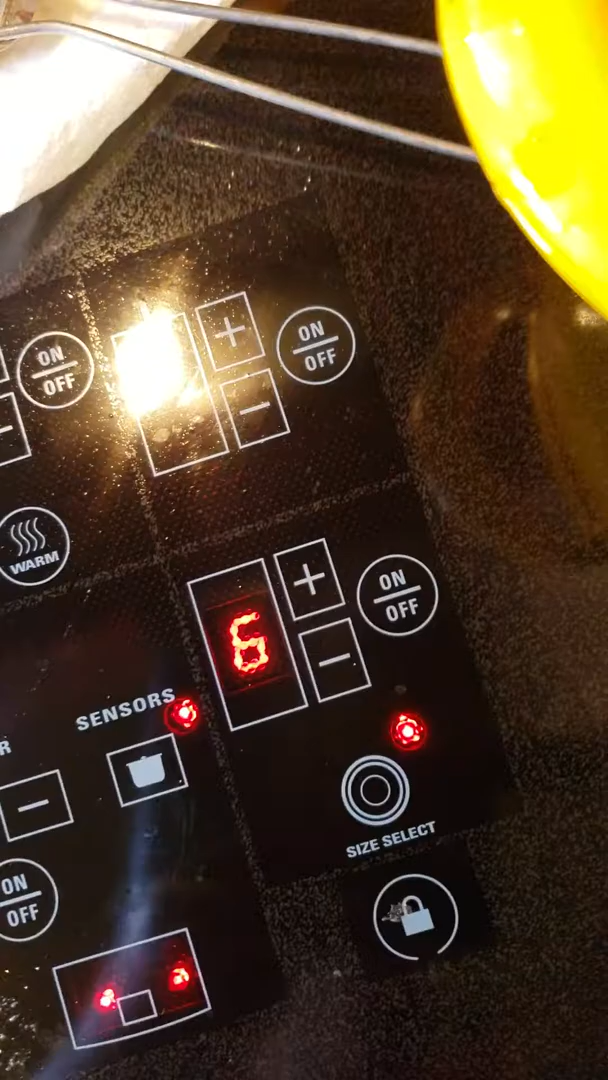 ON
OFF
+
−
ON
OFF
WARM
+
−
ON
OFF
6
SENSORS
R
−
SIZE SELECT
ON
OFF